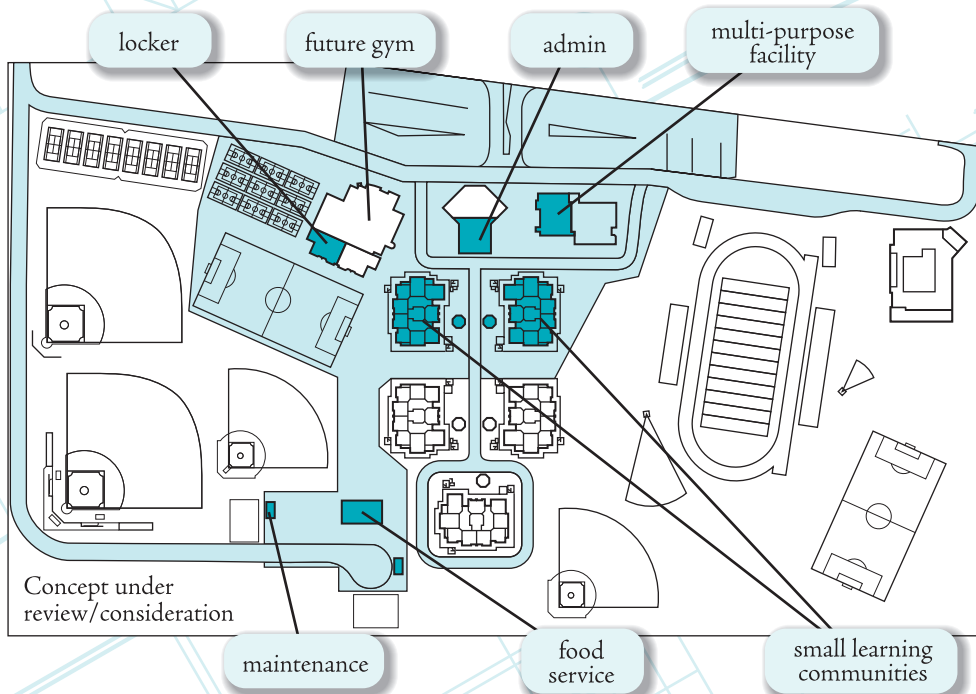 locker
future gym
admin
multi-purpose
facility
Concept under
review/consideration
maintenance
food
service
small learning
communities